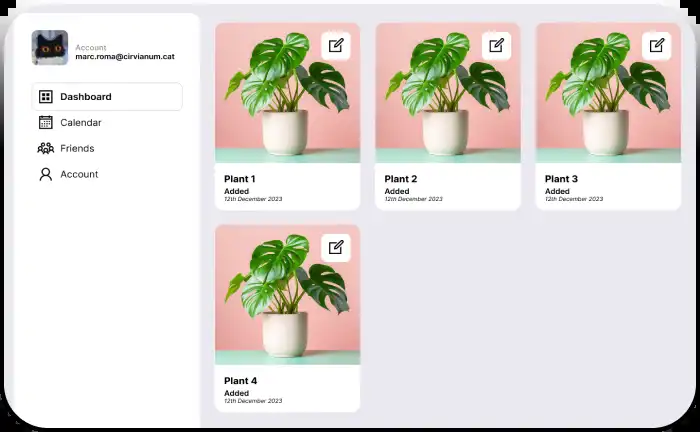 Account
marc.roma@cirvianum.cat
Dashboard
Calendar
Friends
Account
Plant 1
Added
12th December 2023
Plant 2
Added
12th December 2023
Plant 3
Added
12th December 2023
Plant 4
Added
12th December 2023